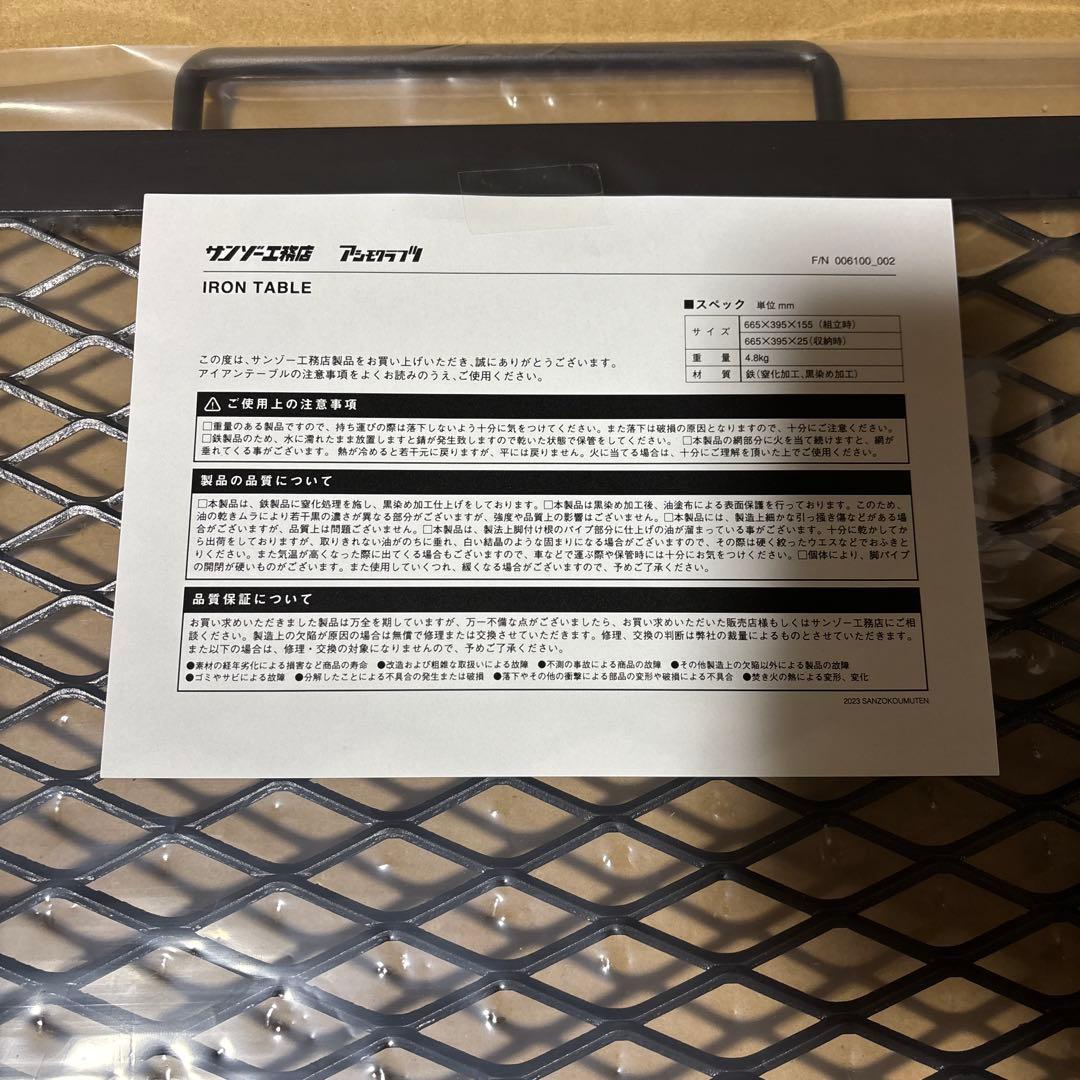 サンゾー工務店 アシモクラフツ
F/N 006100_002
IRON TABLE
■スペック 単位 mm
サイズ 665×395×155（組立時）
665×395×25（収納時）
重量 4.8kg
材質 鉄（窒化加工、黒染め加工）
この度は、サンゾー工務店製品をお買い上げいただき、誠にありがとうございます。
アイアンテーブルの注意事項をよくお読みのうえ、ご使用ください。
ご使用上の注意事項
□重量のある製品ですので、持ち運びの際は落下しないよう十分に気をつけてください。また落下は破損の原因となりますので、十分にご注意ください。
□鉄製品のため、水に濡れたまま放置しますと錆が発生致しますので乾いた状態で保管をしてください。 □本製品の網部分に火を当て続けますと、網が
垂れてくる事がございます。 熱が冷めると若干元に戻りますが、平には戻りません。火に当てる場合は、十分にご理解を頂いた上でご使用ください。
製品の品質について
□本製品は、鉄製品に窒化処理を施し、黒染め加工仕上げをしております。□本製品は黒染め加工後、油塗布による表面保護を行っております。このため、
油の乾きムラにより若干黒の濃さが異なる部分がございますが、強度や品質上の影響はございません。□本製品には、製造上細かな引っ掻き傷などがある場
合がございますが、品質上は問題ございません。□本製品は、製法上脚付け根のパイプ部分に仕上げの油が溜まっている事がございます。十分に乾かしてか
ら出荷をしておりますが、取りきれない油がのちに垂れ、白い結晶のような固まりになる場合がございますので、その際は硬く絞ったウエスなどでおふきと
りください。また気温が高くなった際に出てくる場合もございますので、車などで運ぶ際や保管時には十分にお気をつけください。□個体により、脚パイプ
の開閉が硬いものがございます。また使用していくつれ、緩くなる場合がございますので、予めご了承ください。
品質保証について
お買い求めいただきました製品は万全を期していますが、万一不備な点がございましたら、お買い求めいただいた販売店様もしくはサンゾー工務店にご相
談ください。製造上の欠陥が原因の場合は無償で修理または交換させていただきます。修理、交換の判断は弊社の裁量によるものとさせていただきます。
また以下の場合は、修理・交換の対象になりませんので、予めご了承ください。
●素材の経年劣化による損害など商品の寿命 ●改造および粗雑な取扱いによる故障 ●不測の事故による商品の故障 ●その他製造上の欠陥以外による製品の故障
●ゴミやサビによる故障 ●分解したことによる不具合の発生または破損 ●落下やその他の衝撃による部品の変形や破損による不具合 ●焚き火の熱による変形、変化
2023 SANZOKOUMUTEN